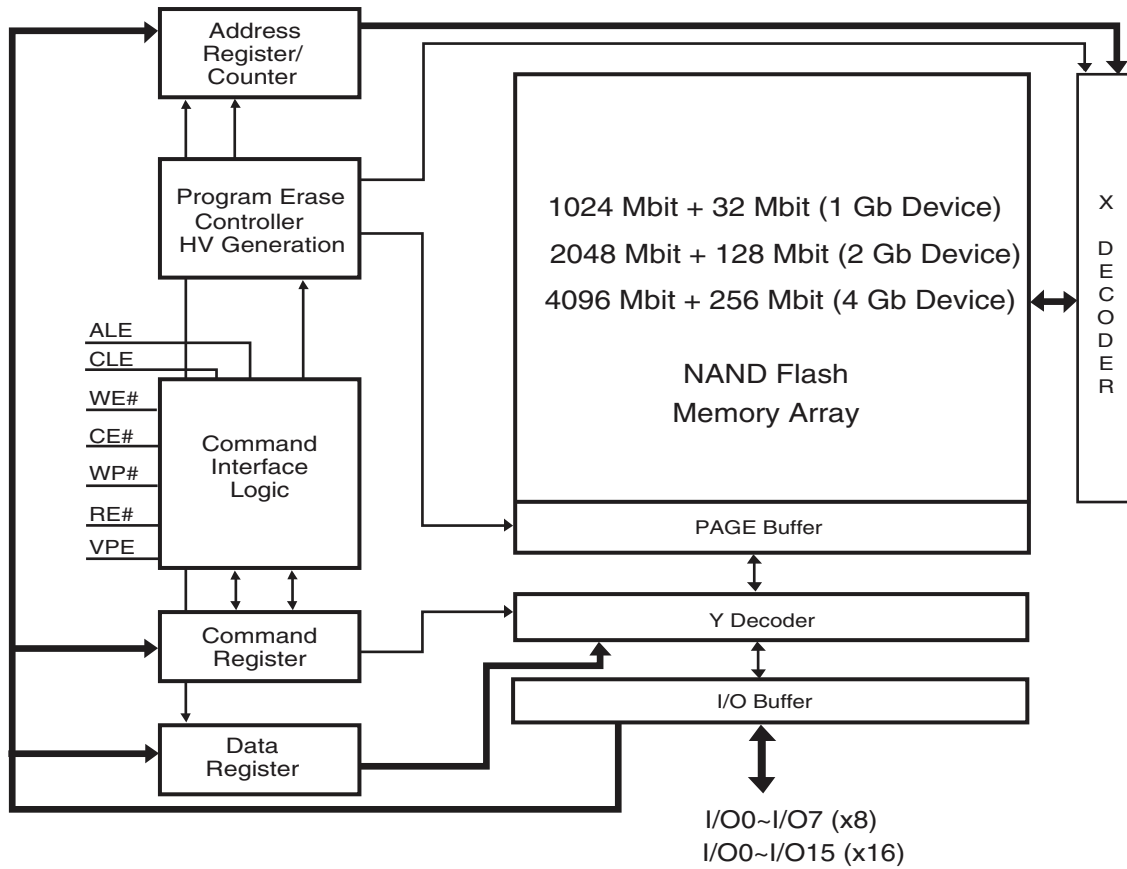 Address
Register/
Counter
Program Erase
Controller
HV Generation
ALE
CLE
WE#
CE#
WP#
RE#
VPE
Command
Interface
Logic
Command
Register
Data
Register
1024 Mbit + 32 Mbit (1 Gb Device)
2048 Mbit + 128 Mbit (2 Gb Device)
4096 Mbit + 256 Mbit (4 Gb Device)
NAND Flash
Memory Array
PAGE Buffer
Y Decoder
I/O Buffer
I/O0~I/O7 (x8)
I/O0~I/O15 (x16)
X
D
E
C
O
D
E
R